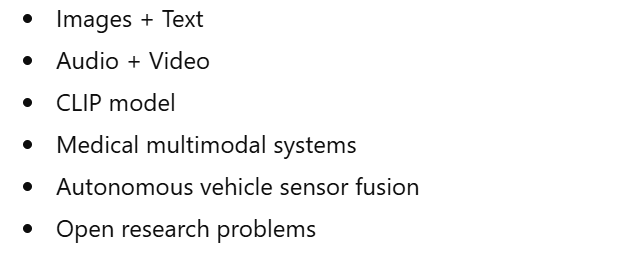 • Images + Text
• Audio + Video
• CLIP model
• Medical multimodal systems
• Autonomous vehicle sensor fusion
• Open research problems